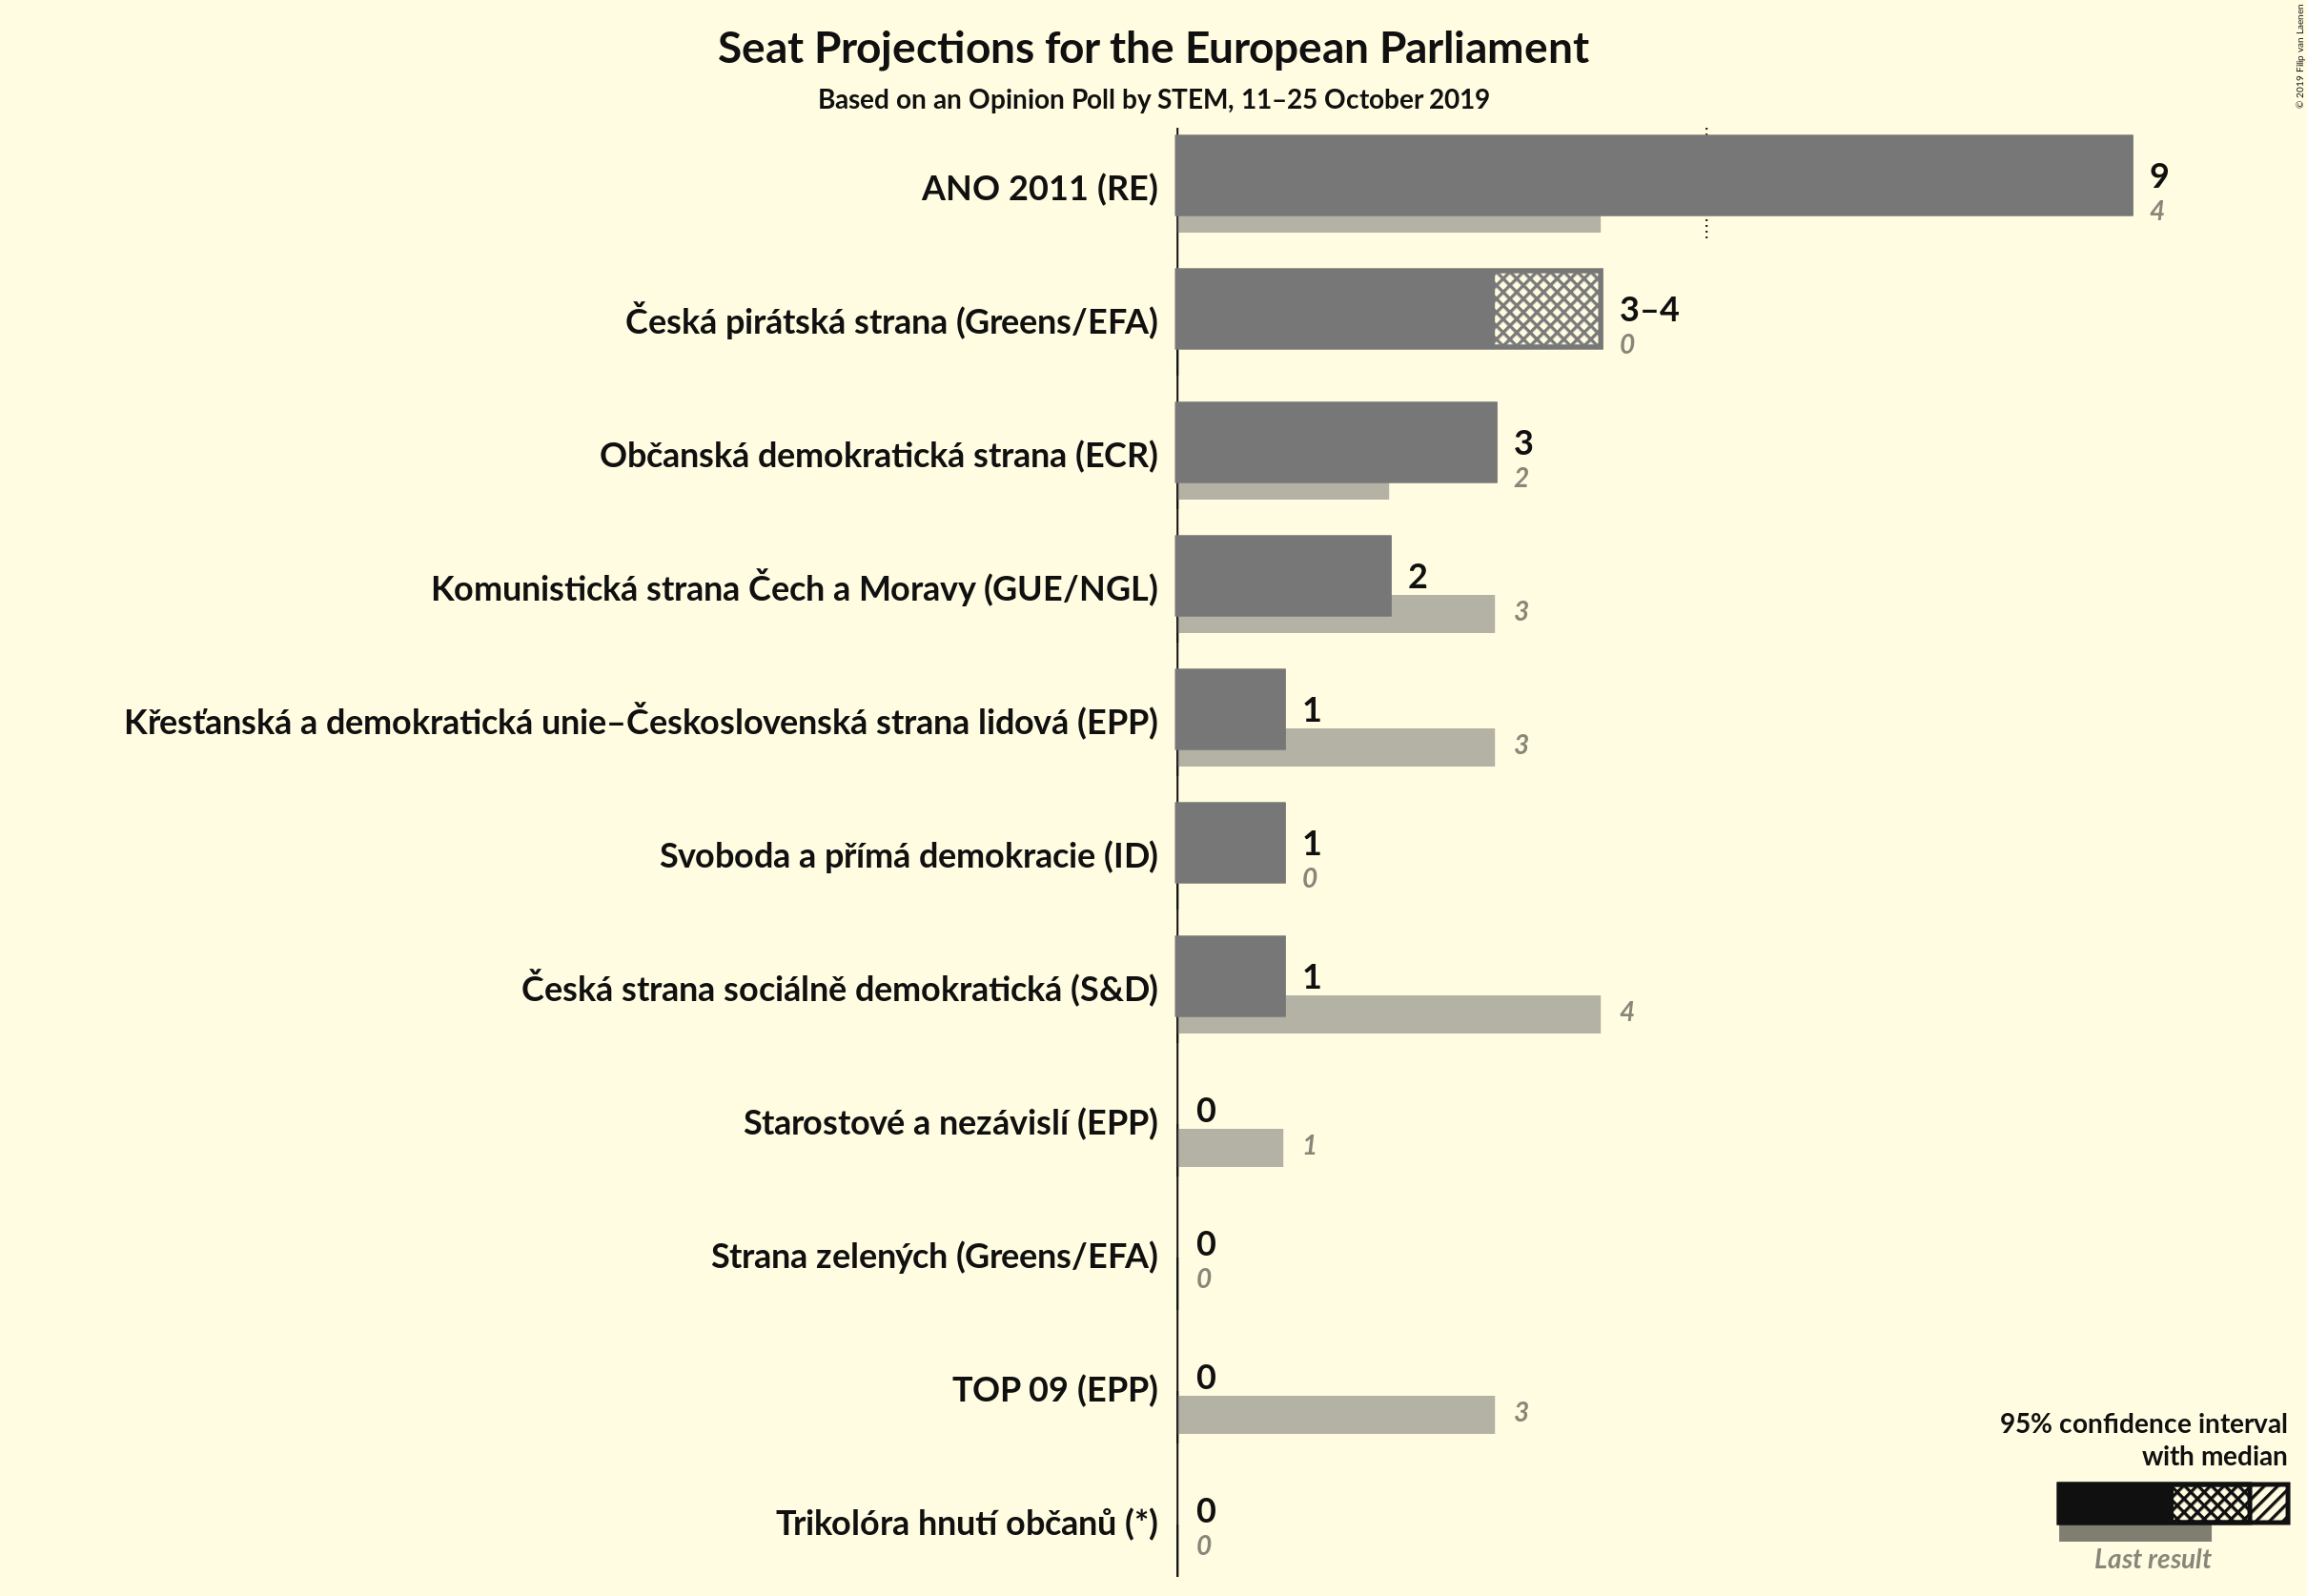 Seat Projections for the European Parliament
Based on an Opinion Poll by STEM, 11–25 October 2019
© 2019 Filip van Laenen
ANO 2011 (RE)
9
4
Česká pirátská strana (Greens/EFA)
3–4
0
Občanská demokratická strana (ECR)
3
2
Komunistická strana Čech a Moravy (GUE/NGL)
2
3
Křesťanská a demokratická unie–Československá strana lidová (EPP)
1
3
Svoboda a přímá demokracie (ID)
1
0
Česká strana sociálně demokratická (S&D)
1
4
Starostové a nezávislí (EPP)
0
1
Strana zelených (Greens/EFA)
0
0
TOP 09 (EPP)
0
3
Trikolóra hnutí občanů (*)
0
0
95% confidence interval
with median
Last result